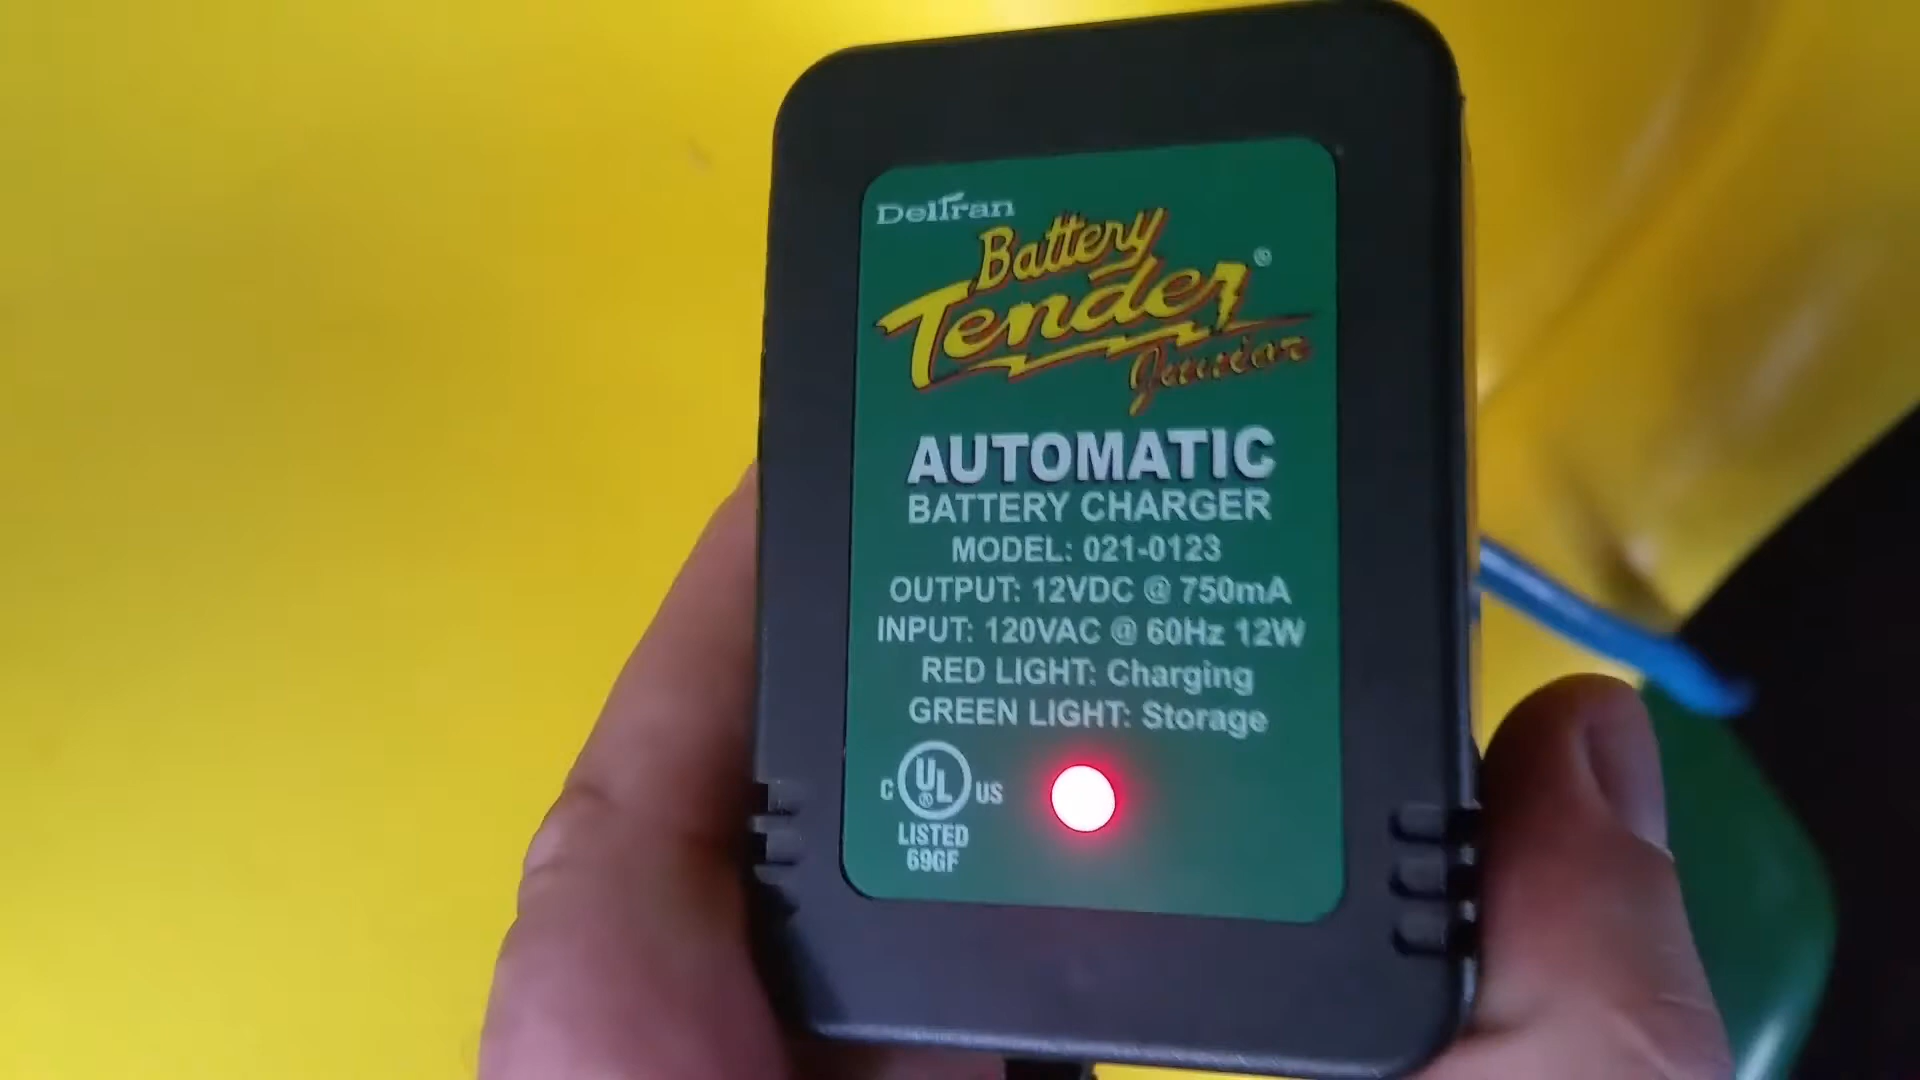 Deltran
Battery
Tender®
Junior
AUTOMATIC
BATTERY CHARGER
MODEL: 021-0123
OUTPUT: 12VDC @ 750mA
INPUT: 120VAC @ 60Hz 12W
RED LIGHT: Charging
GREEN LIGHT: Storage
C UL® US
LISTED
69GF